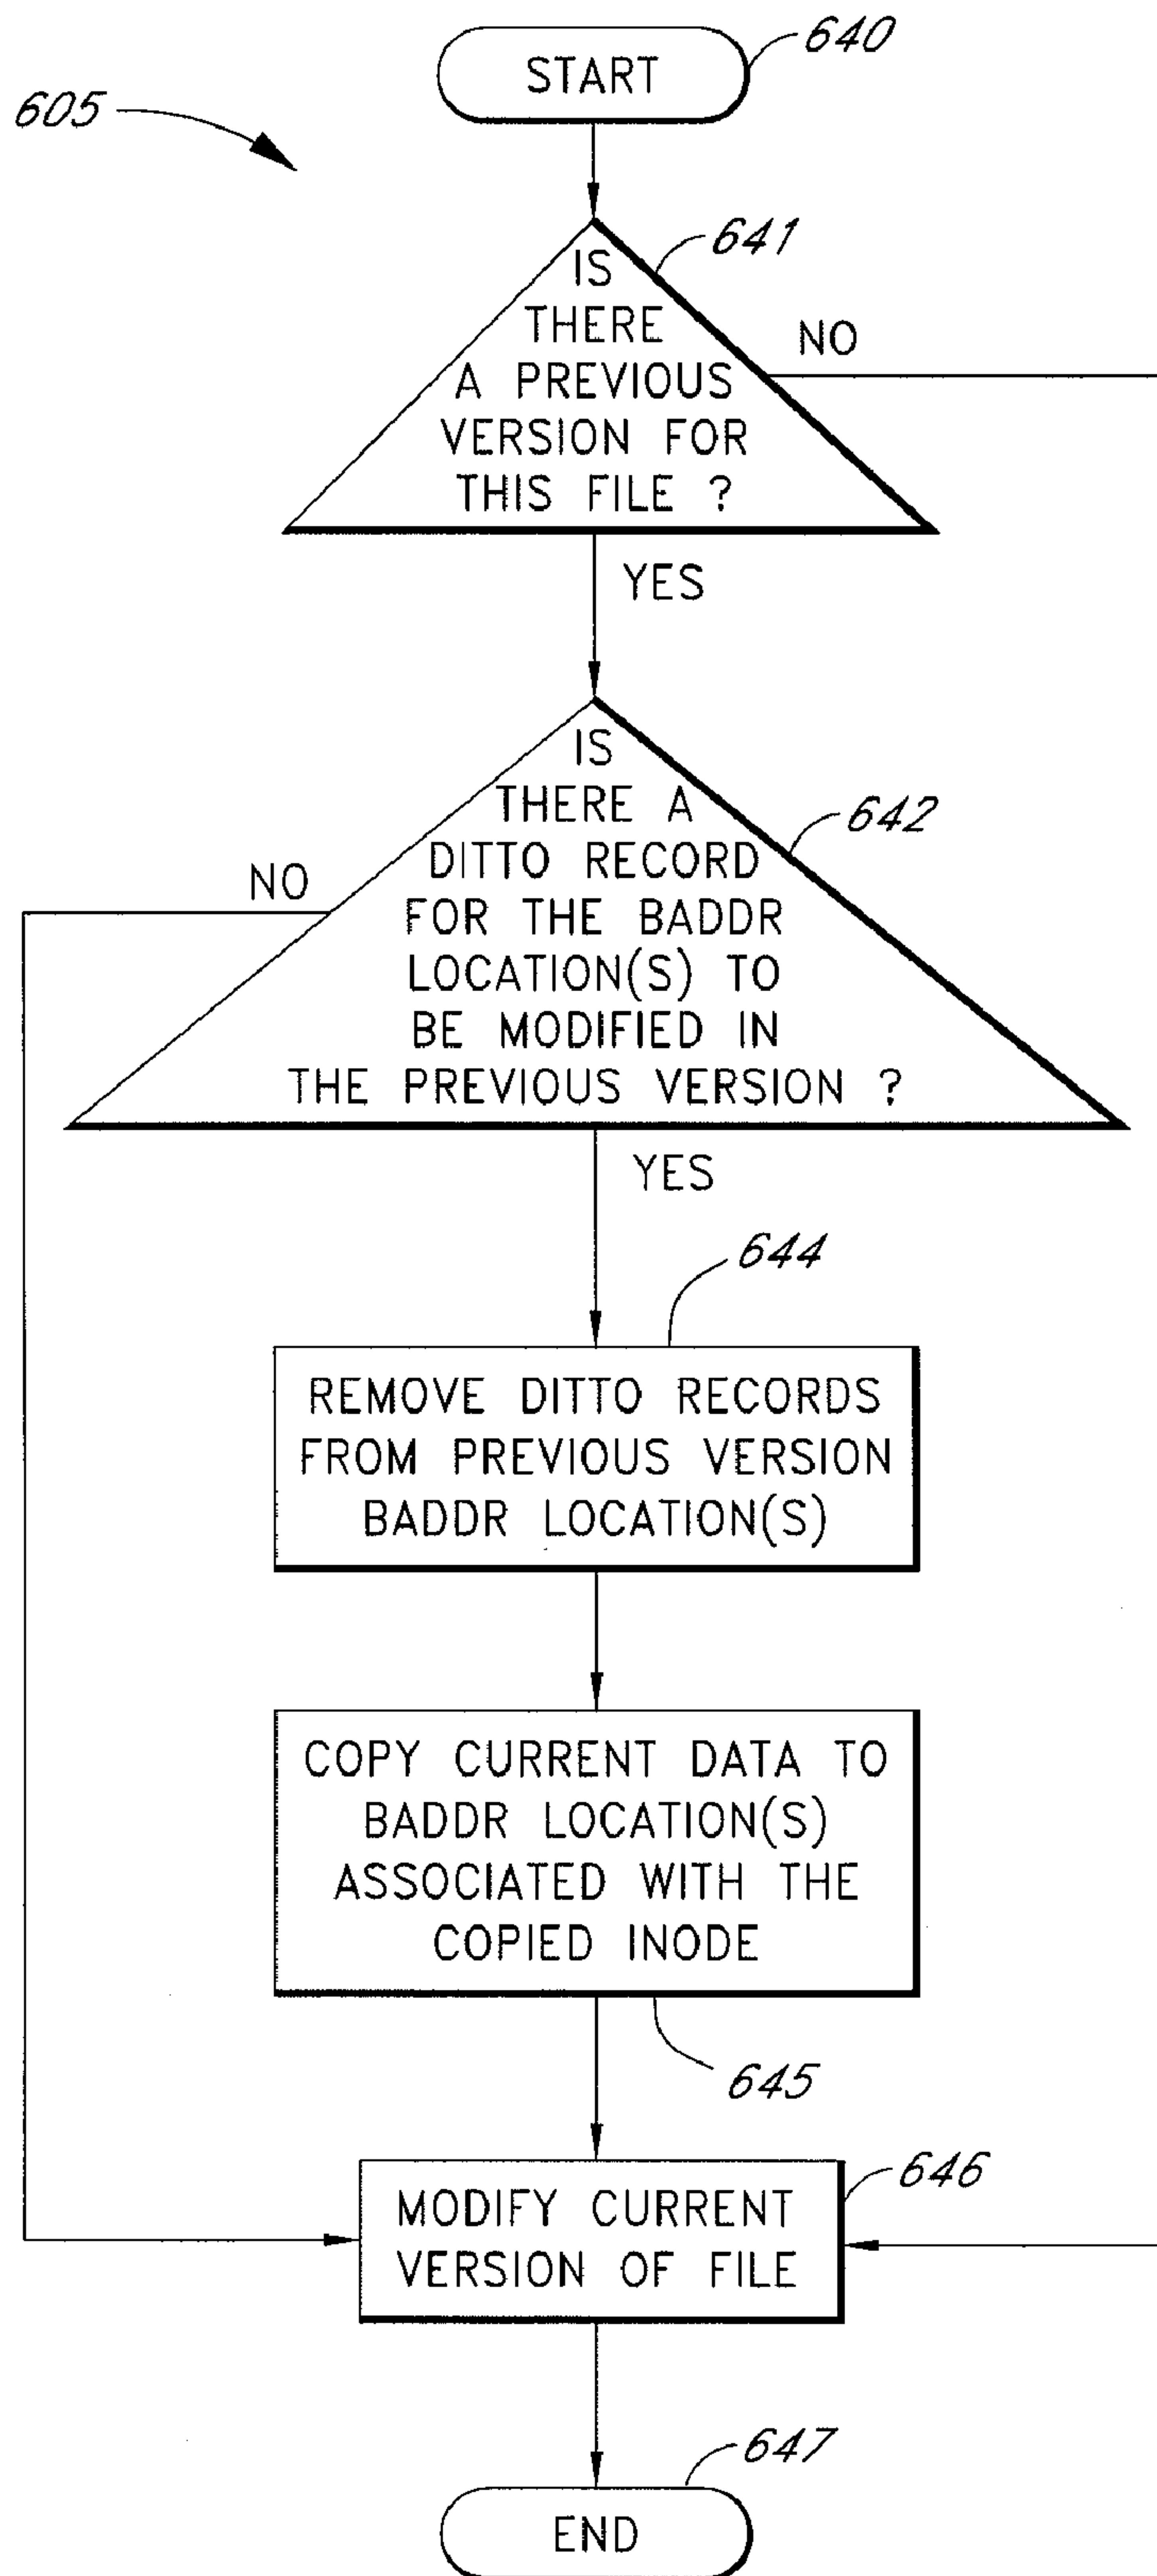 START
640
605
641
IS
THERE
A PREVIOUS
VERSION FOR
THIS FILE ?
NO
YES
642
IS
THERE A
DITTO RECORD
FOR THE BADDR
LOCATION(S) TO
BE MODIFIED IN
THE PREVIOUS VERSION ?
NO
YES
644
REMOVE DITTO RECORDS
FROM PREVIOUS VERSION
BADDR LOCATION(S)
COPY CURRENT DATA TO
BADDR LOCATION(S)
ASSOCIATED WITH THE
COPIED INODE
645
646
MODIFY CURRENT
VERSION OF FILE
647
END